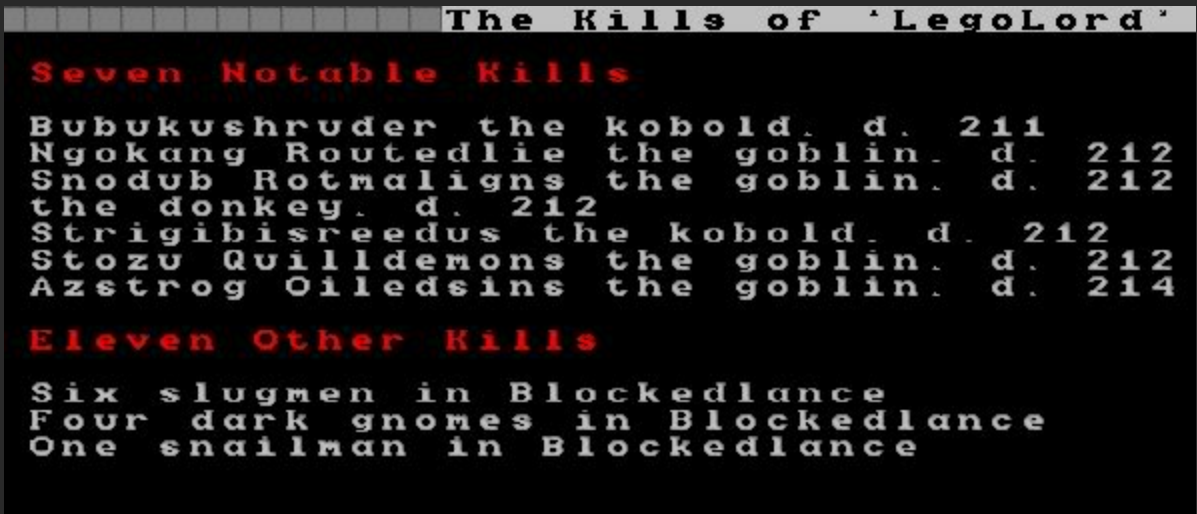 The Kills of 'LegoLord'
Seven Notable Kills
Bubukushruder the kobold. d. 211
Ngokang Routedlie the goblin. d. 212
Snodub Rotmaligns the goblin. d. 212
the donkey. d. 212
Strigibisreedus the kobold. d. 212
Stozu Quilldemons the goblin. d. 212
Azstrog Oiledsins the goblin. d. 214
Eleven Other Kills
Six slugmen in Blockedlance
Four dark gnomes in Blockedlance
One snailman in Blockedlance